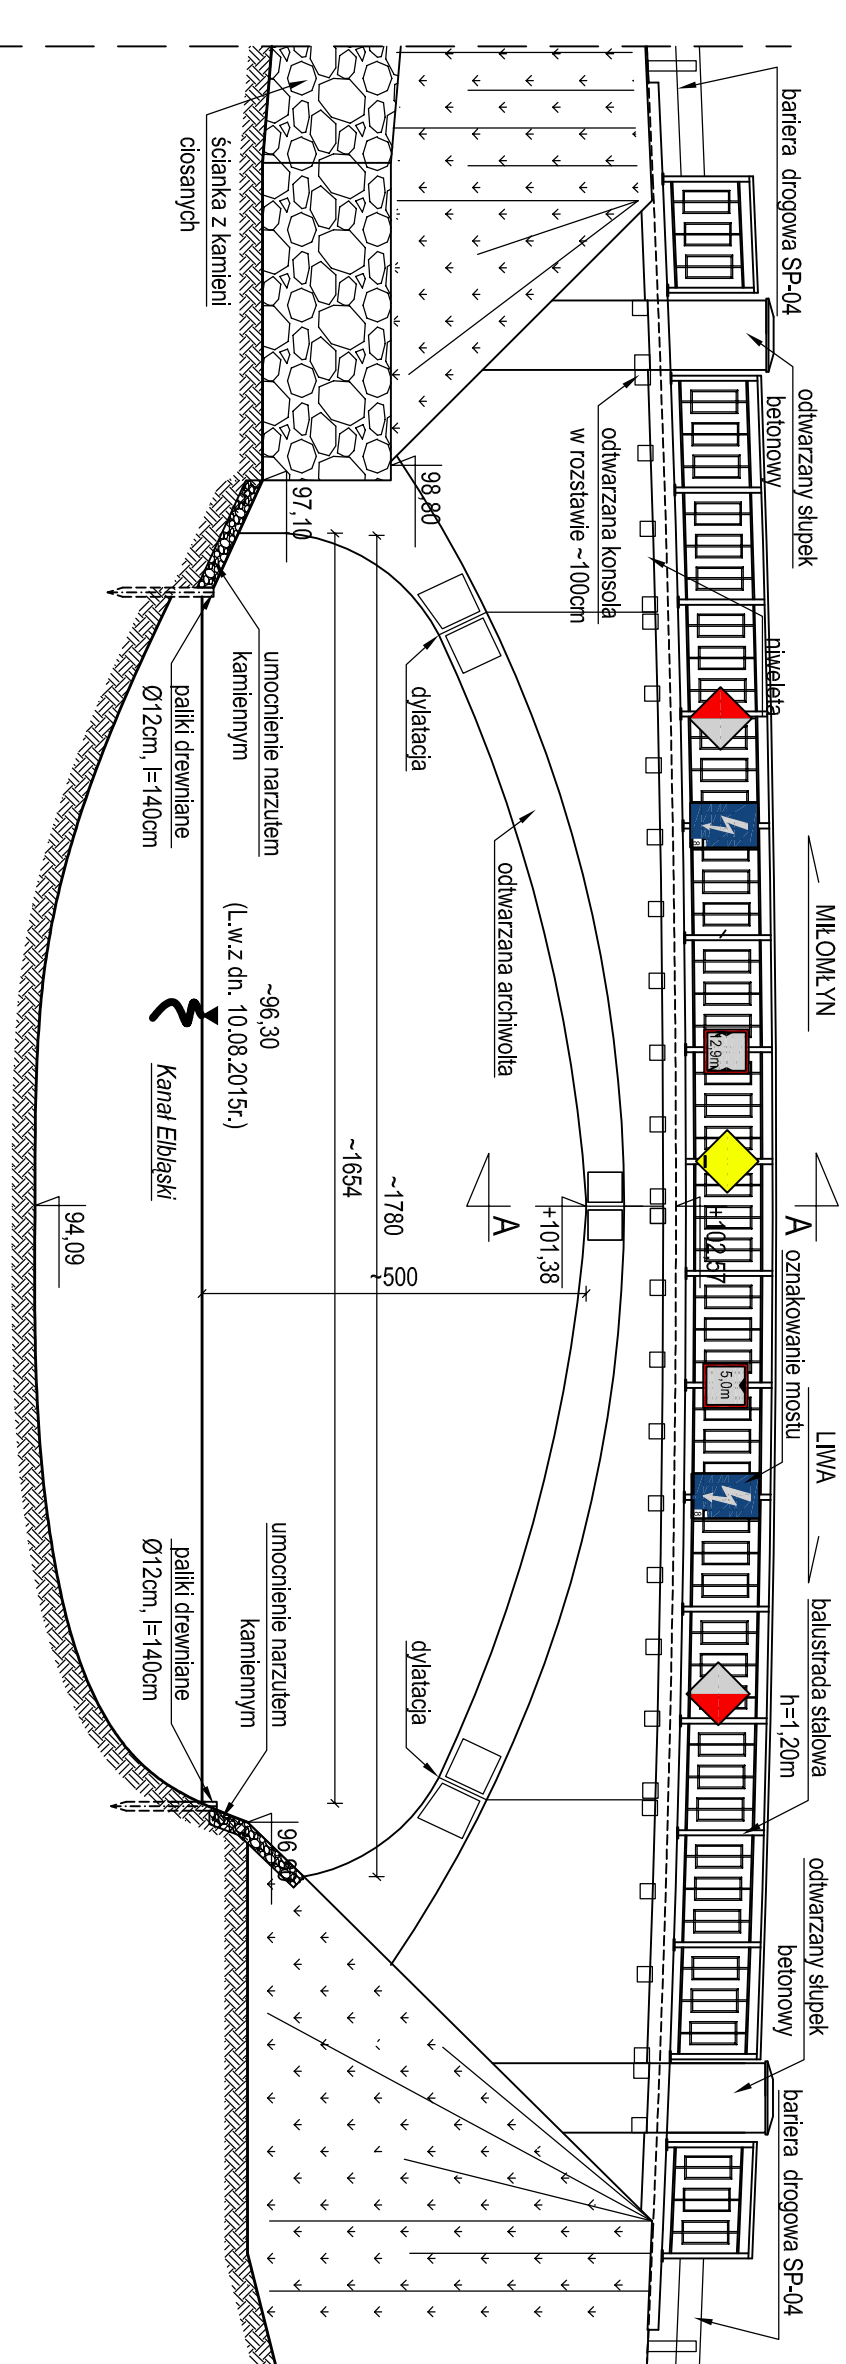 bariera drogowa SP-04
odtwarzany słupek
betonowy
odtwarzana konsola
w rozstawie ~100cm
niweleta
MIŁOMŁYN
LIWA
A
oznakowanie mostu
balustrada stalowa
h=1,20m
odtwarzany słupek
betonowy
bariera drogowa SP-04
12,9m
5,0m
+102,57
+101,38
A
98,80
97,10
dylatacja
odtwarzana archiwolta
dylatacja
~1780
~1654
~500
ścianka z kamieni
ciosanych
umocnienie narzutem
kamiennym
paliki drewniane
Ø12cm, l=140cm
~96,30
(L.w.z dn. 10.08.2015r.)
Kanał Elbląski
94,09
umocnienie narzutem
kamiennym
paliki drewniane
Ø12cm, l=140cm